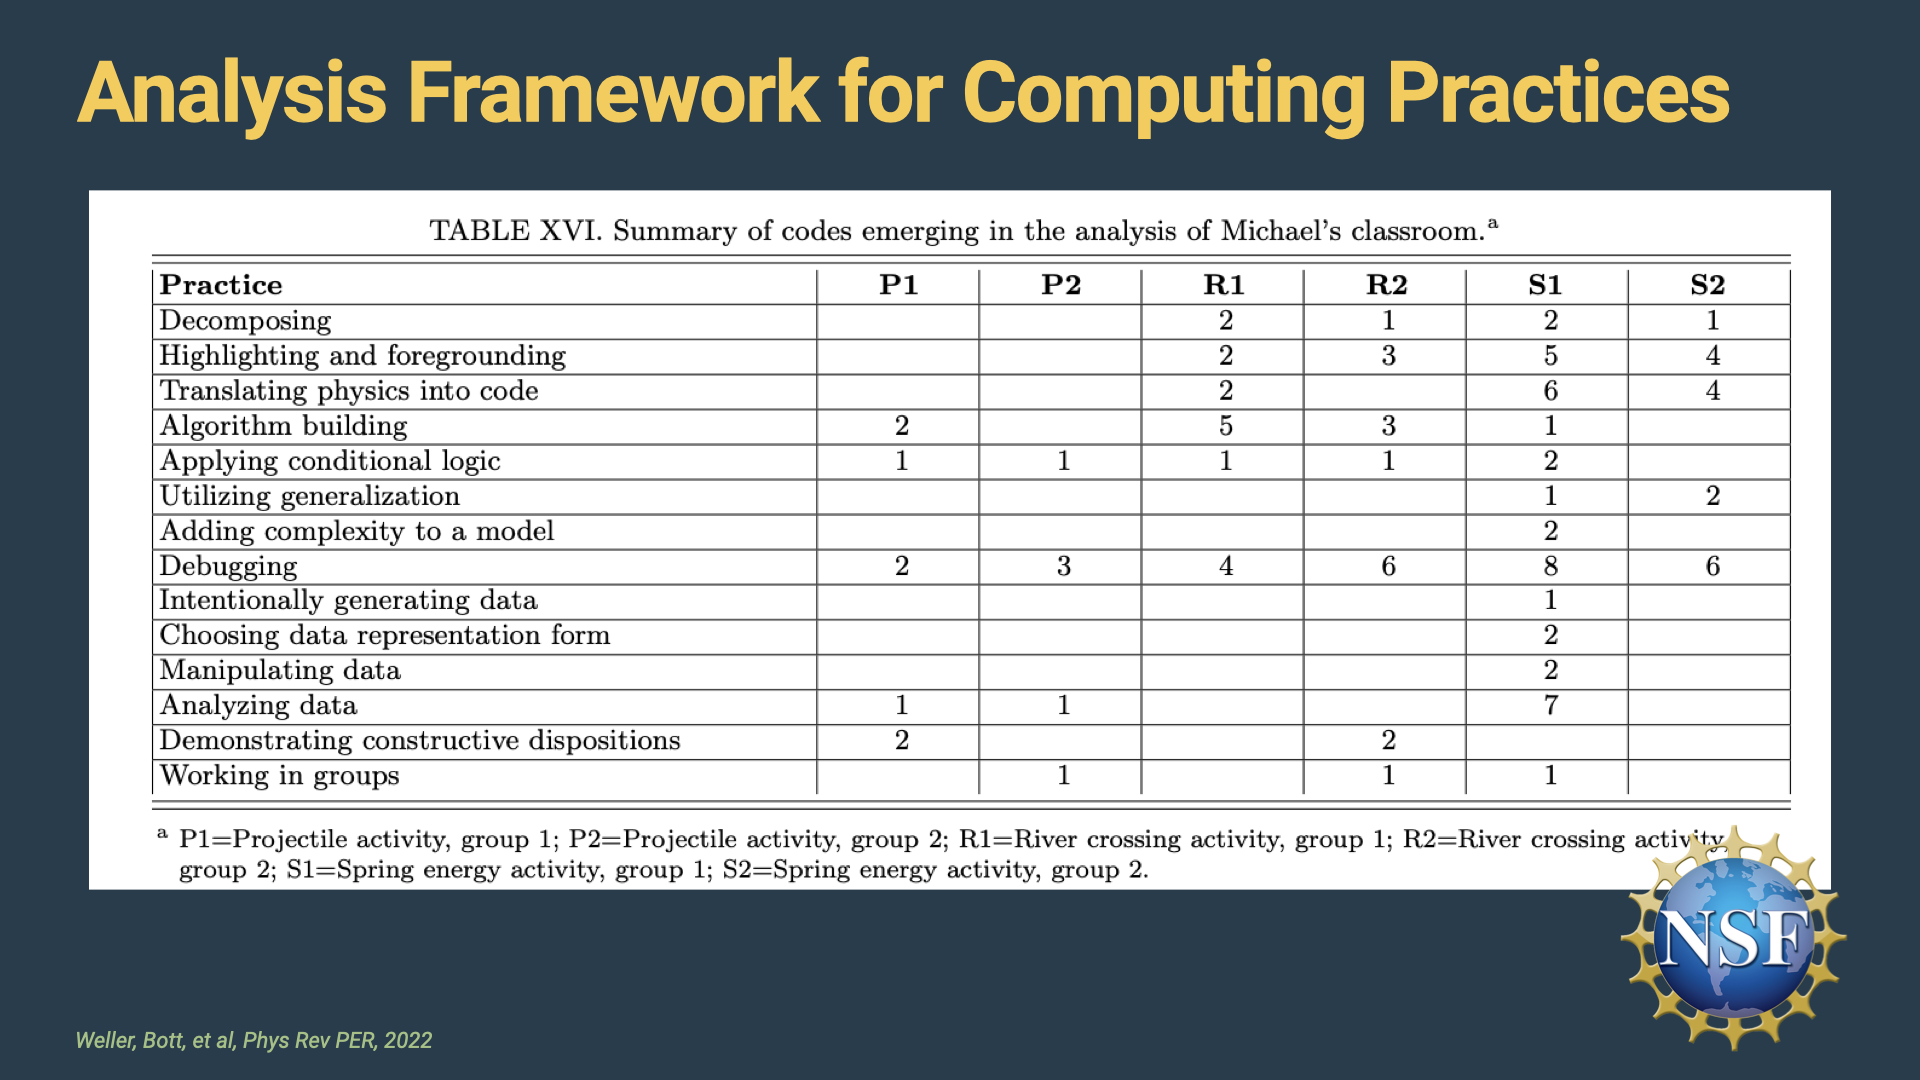 Analysis Framework for Computing Practices
TABLE XVI. Summary of codes emerging in the analysis of Michael's classroom.ᵃ
Practice P1 P2 R1 R2 S1 S2
Decomposing 2 1 2 1
Highlighting and foregrounding 2 3 5 4
Translating physics into code 2 6 4
Algorithm building 2 5 3 1
Applying conditional logic 1 1 1 1 2
Utilizing generalization 1 2
Adding complexity to a model 2
Debugging 2 3 4 6 8 6
Intentionally generating data 1
Choosing data representation form 2
Manipulating data 2
Analyzing data 1 1 7
Demonstrating constructive dispositions 2 2
Working in groups 1 1 1
ᵃ P1=Projectile activity, group 1; P2=Projectile activity, group 2; R1=River crossing activity, group 1; R2=River crossing activity,
group 2; S1=Spring energy activity, group 1; S2=Spring energy activity, group 2.
NSF
Weller, Bott, et al, Phys Rev PER, 2022